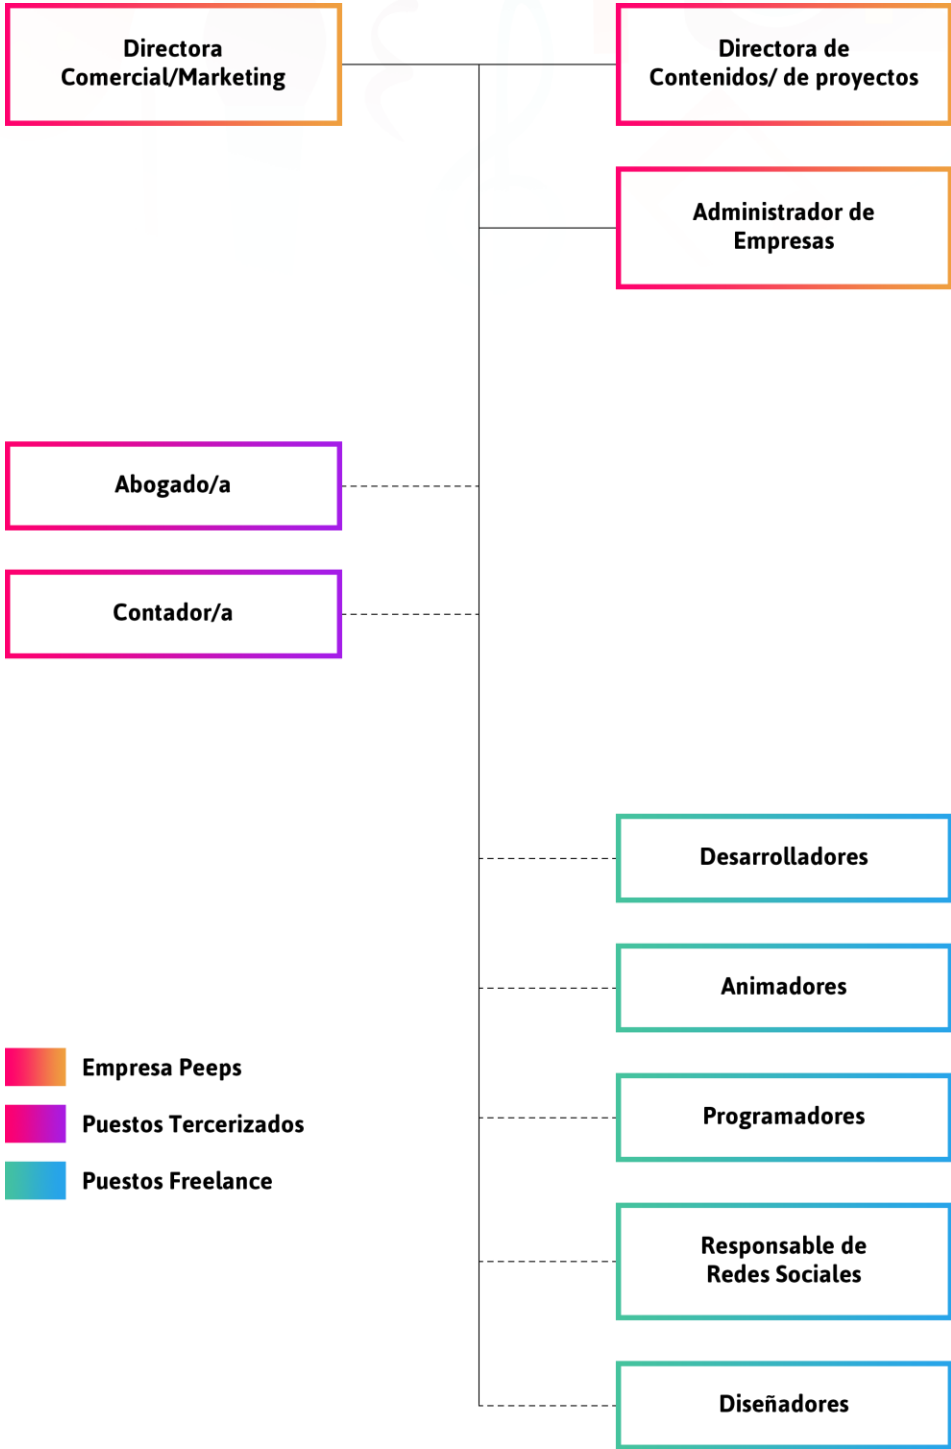 Directora
Comercial/Marketing
Directora de
Contenidos/ de proyectos
Administrador de
Empresas
Abogado/a
Contador/a
Desarrolladores
Animadores
Programadores
Responsable de
Redes Sociales
Diseñadores
Empresa Peeps
Puestos Tercerizados
Puestos Freelance